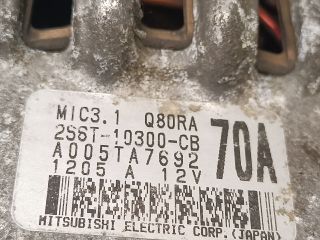 MIC3.1 Q80RA
2S6T-10300-CB
70A
A005TA7692
1205 A 12V
MITSUBISHI ELECTRIC CORP.(JAPAN)